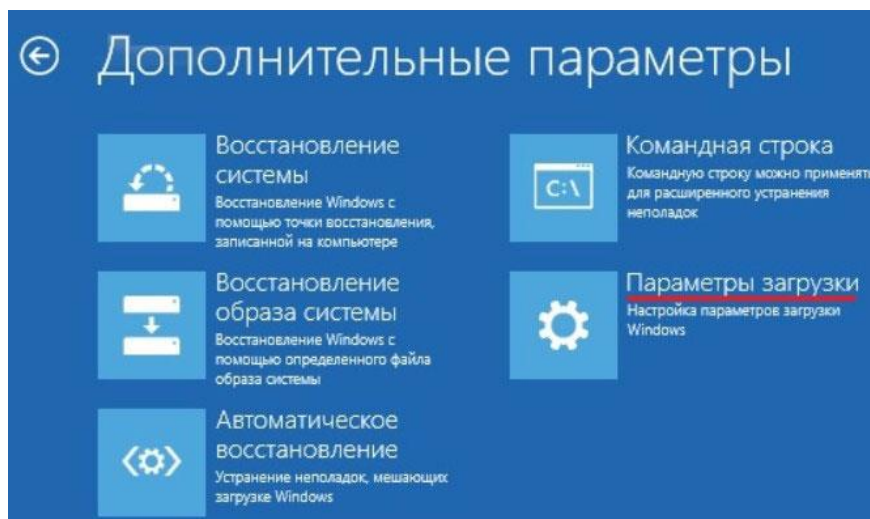 Дополнительные параметры
Восстановление
системы
Восстановление Windows с
помощью точки восстановления,
записанной на компьютере
Восстановление
образа системы
Восстановление Windows с
помощью определенного файла
образа системы
Автоматическое
восстановление
Устранение неполадок, мешающих
загрузке Windows
Командная строка
Командную строку можно применять
для расширенного устранения
неполадок
C:\
Параметры загрузки
Настройка параметров загрузки
Windows